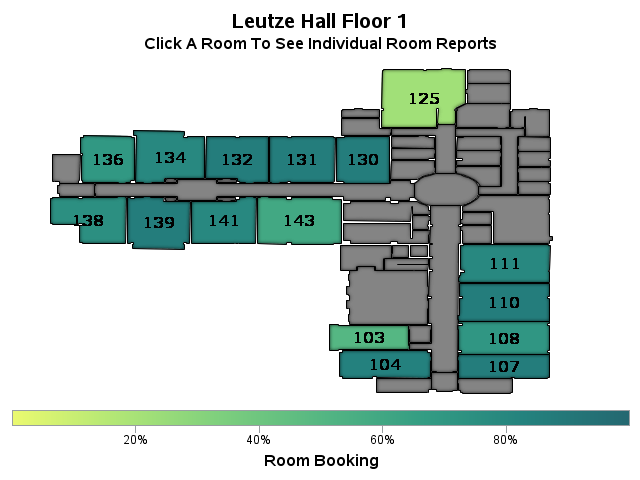 Leutze Hall Floor 1
Click A Room To See Individual Room Reports
125
136 134 132 131 130
138 139 141 143
111
110
103 108
104 107
20% 40% 60% 80%
Room Booking